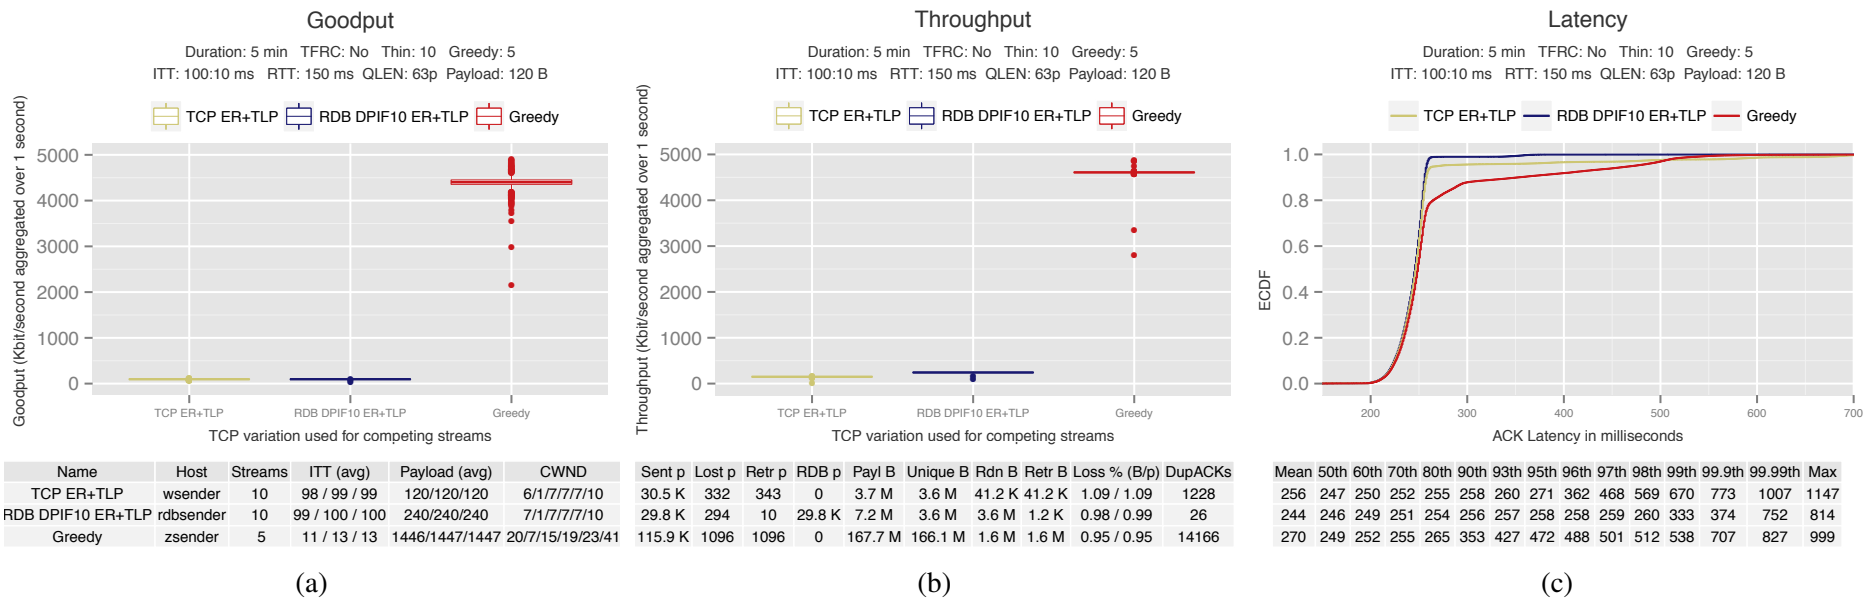 Goodput
Duration: 5 min TFRC: No Thin: 10 Greedy: 5
ITT: 100:10 ms RTT: 150 ms QLEN: 63p Payload: 120 B
TCP ER+TLP RDB DPIF10 ER+TLP Greedy
Goodput (Kbit/second aggregated over 1 second)
5000
4000
3000
2000
1000
0
TCP ER+TLP RDB DPIF10 ER+TLP Greedy
TCP variation used for competing streams
Name Host Streams ITT (avg) Payload (avg) CWND
TCP ER+TLP wsender 10 98 / 99 / 99 120/120/120 6/1/7/7/7/10
RDB DPIF10 ER+TLP rdbsender 10 99 / 100 / 100 240/240/240 7/1/7/7/7/10
Greedy zsender 5 11 / 13 / 13 1446/1447/1447 20/7/15/19/23/41
(a)
Throughput
Duration: 5 min TFRC: No Thin: 10 Greedy: 5
ITT: 100:10 ms RTT: 150 ms QLEN: 63p Payload: 120 B
TCP ER+TLP RDB DPIF10 ER+TLP Greedy
Throughput (Kbit/second aggregated over 1 second)
5000
4000
3000
2000
1000
0
TCP ER+TLP RDB DPIF10 ER+TLP Greedy
TCP variation used for competing streams
Sent p Lost p Retr p RDB p Payl B Unique B Rdn B Retr B Loss % (B/p) DupACKs
30.5 K 332 343 0 3.7 M 3.6 M 41.2 K 41.2 K 1.09 / 1.09 1228
29.8 K 294 10 29.8 K 7.2 M 3.6 M 3.6 M 1.2 K 0.98 / 0.99 26
115.9 K 1096 1096 0 167.7 M 166.1 M 1.6 M 1.6 M 0.95 / 0.95 14166
(b)
Latency
Duration: 5 min TFRC: No Thin: 10 Greedy: 5
ITT: 100:10 ms RTT: 150 ms QLEN: 63p Payload: 120 B
TCP ER+TLP RDB DPIF10 ER+TLP Greedy
ECDF
1.0
0.8
0.6
0.4
0.2
0.0
200 300 400 500 600 700
ACK Latency in milliseconds
Mean 50th 60th 70th 80th 90th 93th 95th 96th 97th 98th 99th 99.9th 99.99th Max
256 247 250 252 255 258 260 271 362 468 569 670 773 1007 1147
244 246 249 251 254 256 257 258 258 259 260 333 374 752 814
270 249 252 255 265 353 427 472 488 501 512 538 707 827 999
(c)